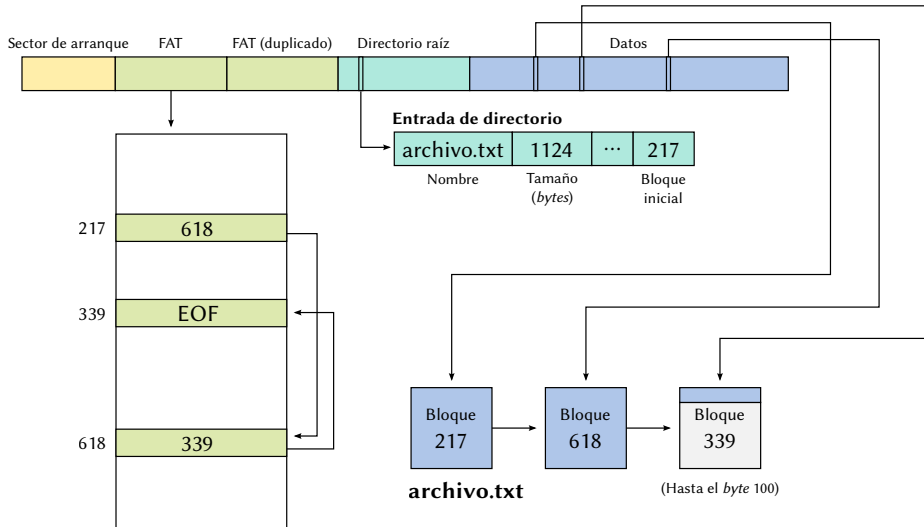 Sector de arranque
FAT
FAT (duplicado)
Directorio raíz
Datos
Entrada de directorio
archivo.txt
1124
...
217
Nombre
Tamaño
(bytes)
Bloque
inicial
217
618
339
EOF
618
339
Bloque
217
Bloque
618
Bloque
339
archivo.txt
(Hasta el byte 100)